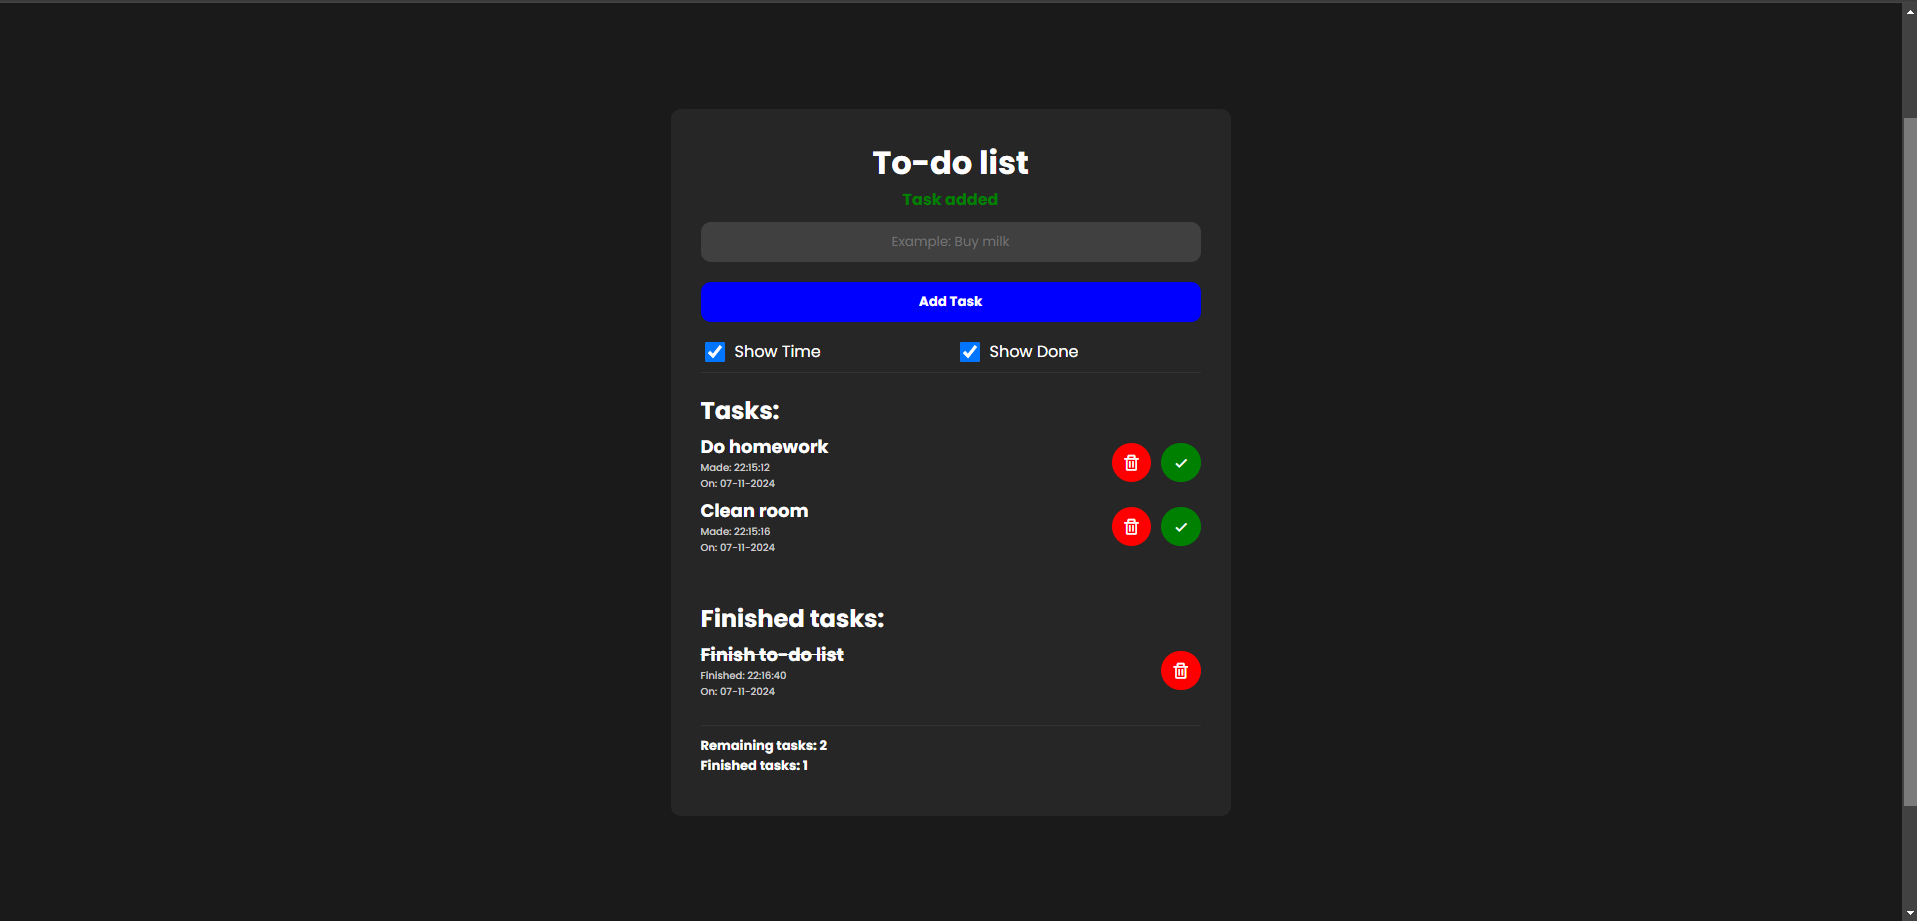 To-do list
Task added
Example: Buy milk
Add Task
Show Time
Show Done
Tasks:
Do homework
Made: 22:15:12
On: 07-11-2024
Clean room
Made: 22:15:16
On: 07-11-2024
Finished tasks:
Finish to-do list
Finished: 22:16:40
On: 07-11-2024
Remaining tasks: 2
Finished tasks: 1